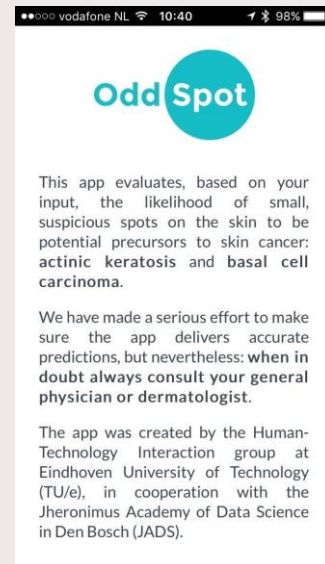 vodafone NL 10:40 98%
Odd Spot
This app evaluates, based on your
input, the likelihood of small,
suspicious spots on the skin to be
potential precursors to skin cancer:
actinic keratosis and basal cell
carcinoma.
We have made a serious effort to make
sure the app delivers accurate
predictions, but nevertheless: when in
doubt always consult your general
physician or dermatologist.
The app was created by the Human-
Technology Interaction group at
Eindhoven University of Technology
(TU/e), in cooperation with the
Jheronimus Academy of Data Science
in Den Bosch (JADS).